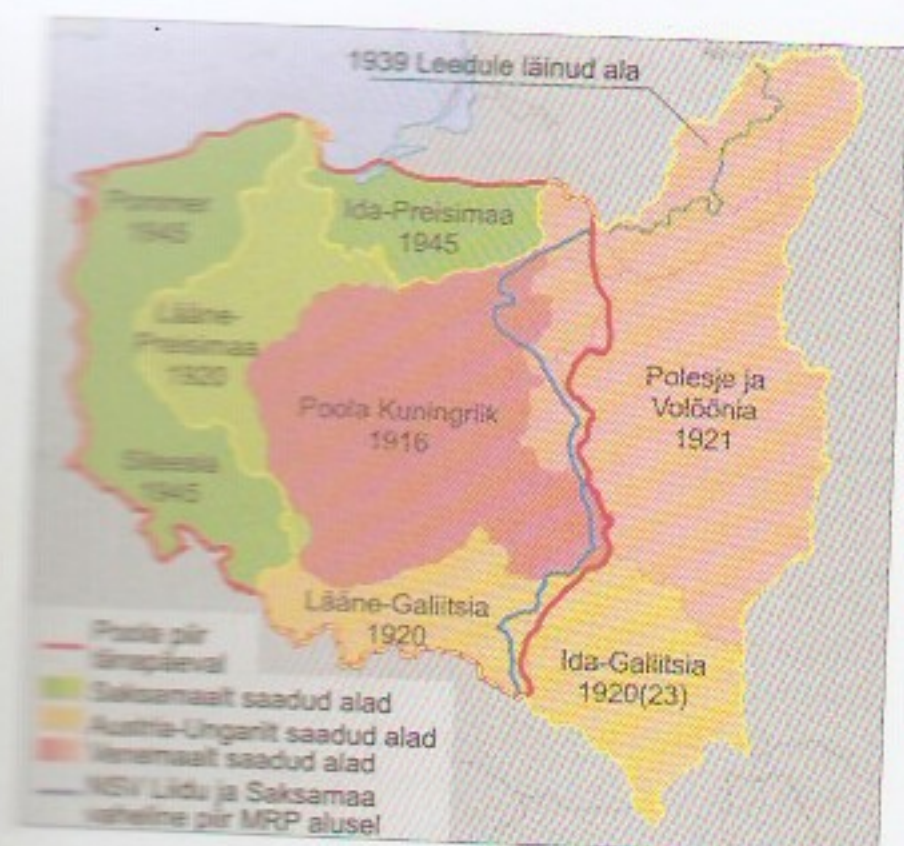 1939 Leedule läinud ala
Pommer
1945
Ida-Preisimaa
1945
Lääne-
Preisimaa
1920
Poola Kuningriik
1916
Polesje ja
Volõõnia
1921
Sileesia
1945
Lääne-Galiitsia
1920
Ida-Galiitsia
1920(23)
Poola piir
tänapäeval
Saksamaalt saadud alad
Austria-Ungarilt saadud alad
Venemaalt saadud alad
NSV Liidu ja Saksamaa
vaheline piir MRP alusel